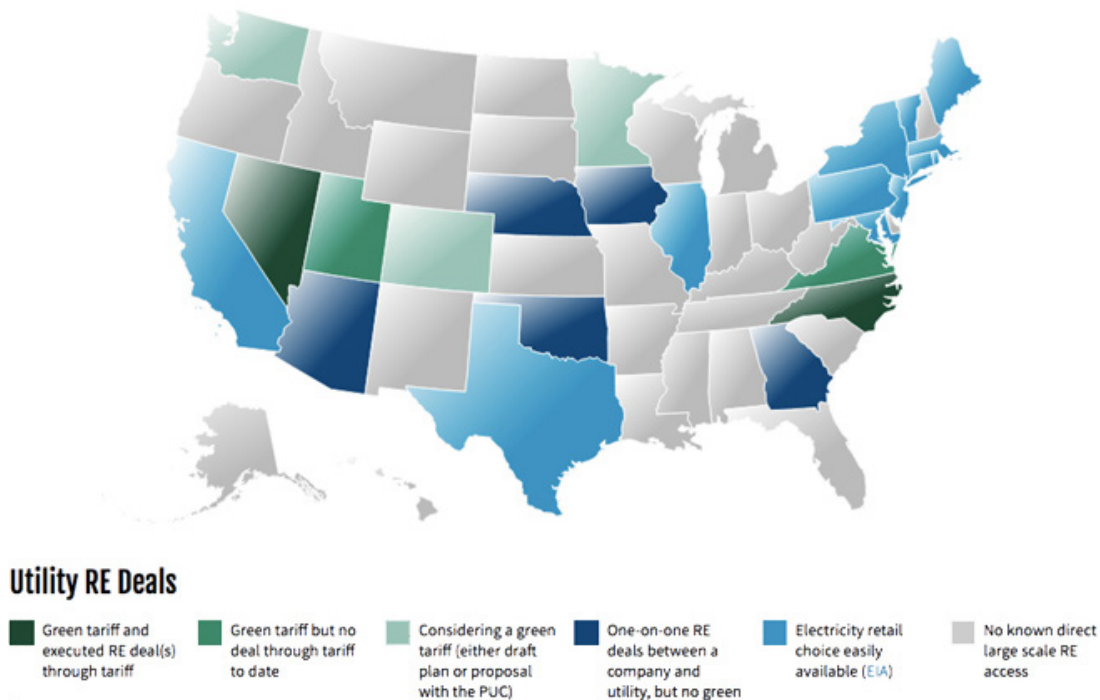 Utility RE Deals
Green tariff and
executed RE deal(s)
through tariff
Green tariff but no
deal through tariff
to date
Considering a green
tariff (either draft
plan or proposal
with the PUC)
One-on-one RE
deals between a
company and
utility, but no green
Electricity retail
choice easily
available (EIA)
No known direct
large scale RE
access